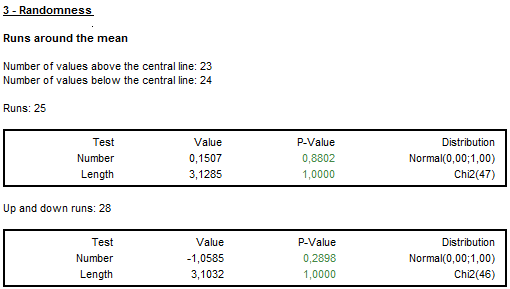 3 - Randomness
Runs around the mean
Number of values above the central line: 23
Number of values below the central line: 24
Runs: 25
Test Value P-Value Distribution
Number 0,1507 0,8802 Normal(0,00;1,00)
Length 3,1285 1,0000 Chi2(47)
Up and down runs: 28
Test Value P-Value Distribution
Number -1,0585 0,2898 Normal(0,00;1,00)
Length 3,1032 1,0000 Chi2(46)